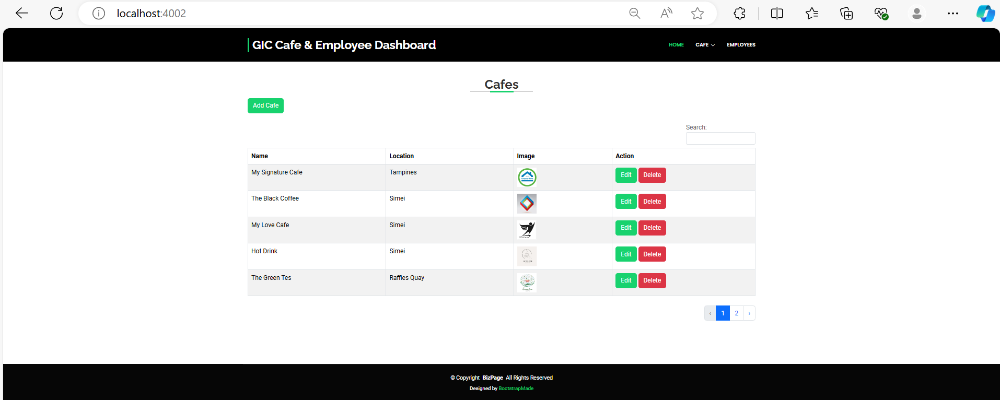 localhost:4002
GIC Cafe & Employee Dashboard
HOME CAFE EMPLOYEES
Cafes
Add Cafe
Search:
Name Location Image Action
My Signature Cafe Tampines Edit Delete
The Black Coffee Simei Edit Delete
My Love Cafe Simei Edit Delete
Hot Drink Simei Edit Delete
The Green Tes Raffles Quay Edit Delete
‹ 1 2 ›
© Copyright BizPage All Rights Reserved
Designed by BootstrapMade